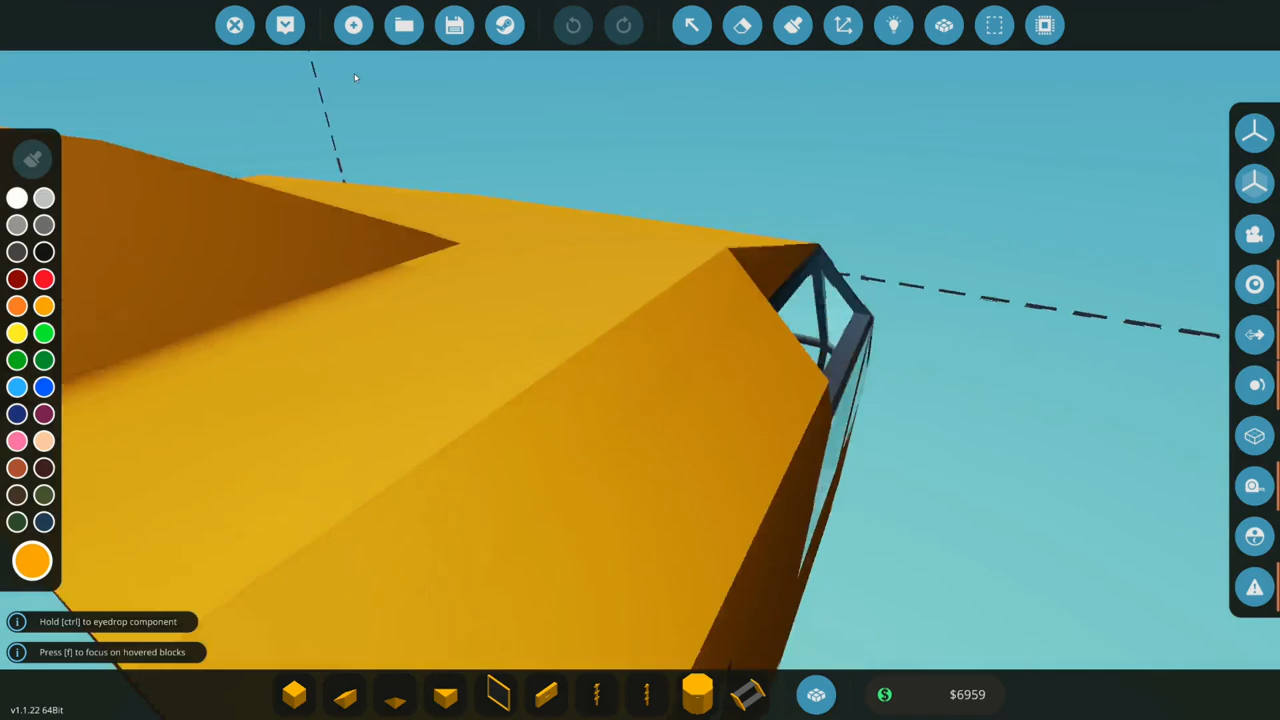 Hold [ctrl] to eyedrop component
Press [f] to focus on hovered blocks
$6959
v1.1.22 64Bit